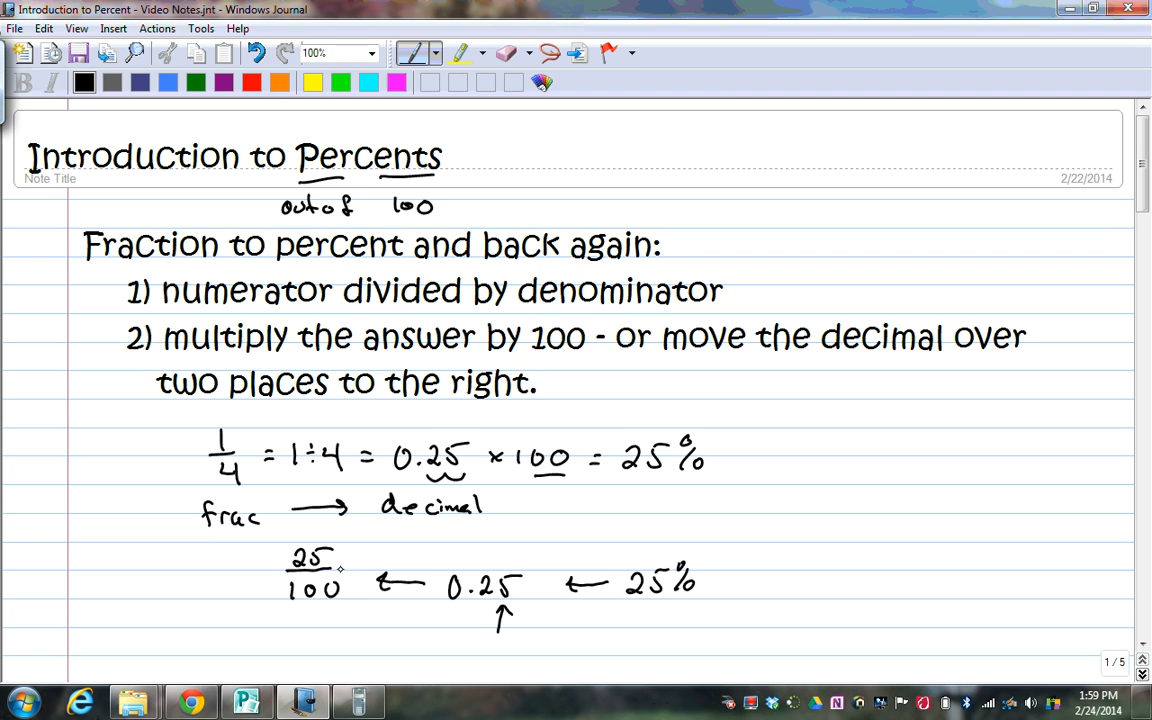 Introduction to Percent - Video Notes.jnt - Windows Journal
File Edit View Insert Actions Tools Help
100%
B I
Introduction to Percents
Note Title 2/22/2014
out of 100
Fraction to percent and back again:
1) numerator divided by denominator
2) multiply the answer by 100 - or move the decimal over
two places to the right.
1/4 = 1÷4 = 0.25 × 100 = 25%
frac → decimal
25/100 ← 0.25 ← 25%
↑
1 / 5
1:59 PM
2/24/2014